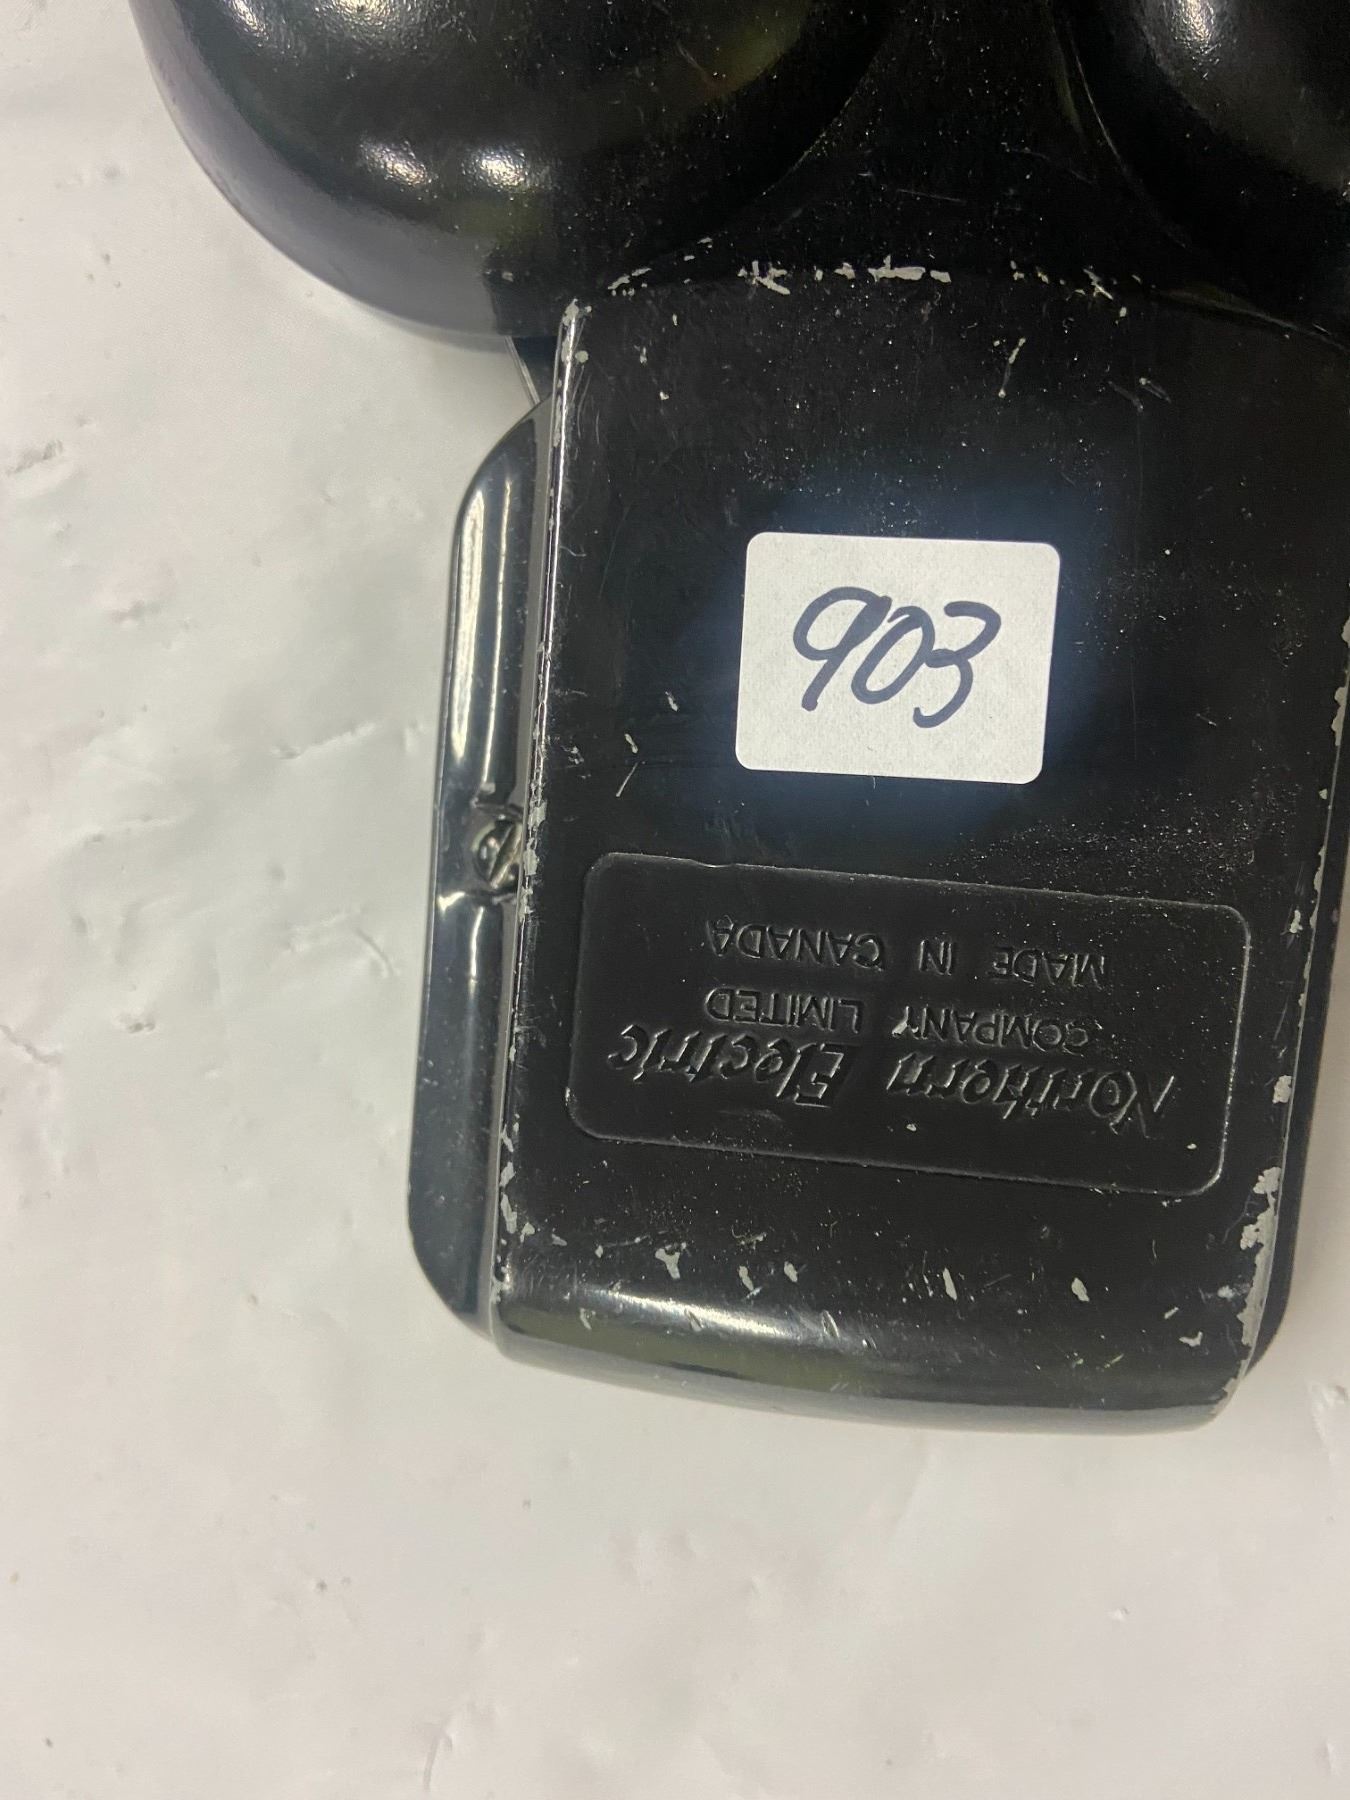 903
Northern Electric
COMPANY LIMITED
MADE IN CANADA